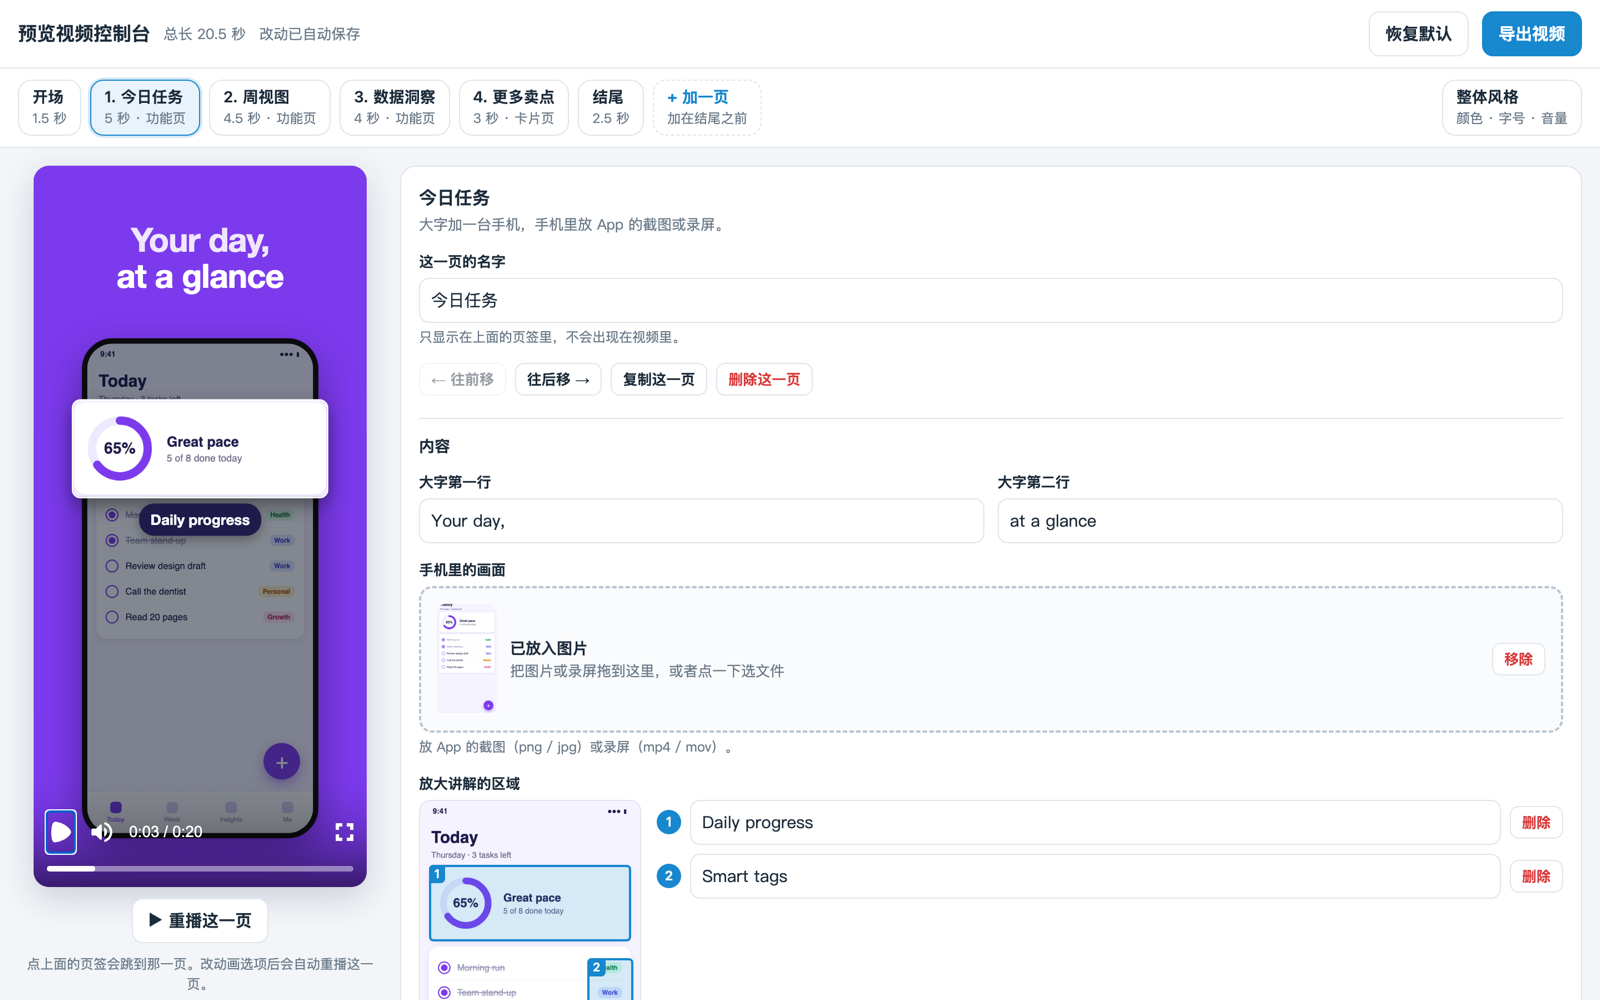 预览视频控制台 总长 20.5 秒 改动已自动保存
恢复默认
导出视频
开场
1.5 秒
1. 今日任务
5 秒 · 功能页
2. 周视图
4.5 秒 · 功能页
3. 数据洞察
4 秒 · 功能页
4. 更多卖点
3 秒 · 卡片页
结尾
2.5 秒
+ 加一页
加在结尾之前
整体风格
颜色 · 字号 · 音量
Your day,
at a glance
9:41
Today
Thursday · 3 tasks left
65%
Great pace
5 of 8 done today
Daily progress
Mor
Health
Team stand-up
Work
Review design draft
Work
Call the dentist
Personal
Read 20 pages
Growth
+
Today
Week
Insights
Me
0:03 / 0:20
▶ 重播这一页
点上面的页签会跳到那一页。改动画选项后会自动重播这一
页。
今日任务
大字加一台手机，手机里放 App 的截图或录屏。
这一页的名字
今日任务
只显示在上面的页签里，不会出现在视频里。
← 往前移
往后移 →
复制这一页
删除这一页
内容
大字第一行
大字第二行
Your day,
at a glance
手机里的画面
已放入图片
把图片或录屏拖到这里，或者点一下选文件
移除
放 App 的截图（png / jpg）或录屏（mp4 / mov）。
放大讲解的区域
9:41
Today
Thursday · 3 tasks left
1
65%
Great pace
5 of 8 done today
Morning run
2
alth
Team stand-up
Work
1
Daily progress
删除
2
Smart tags
删除